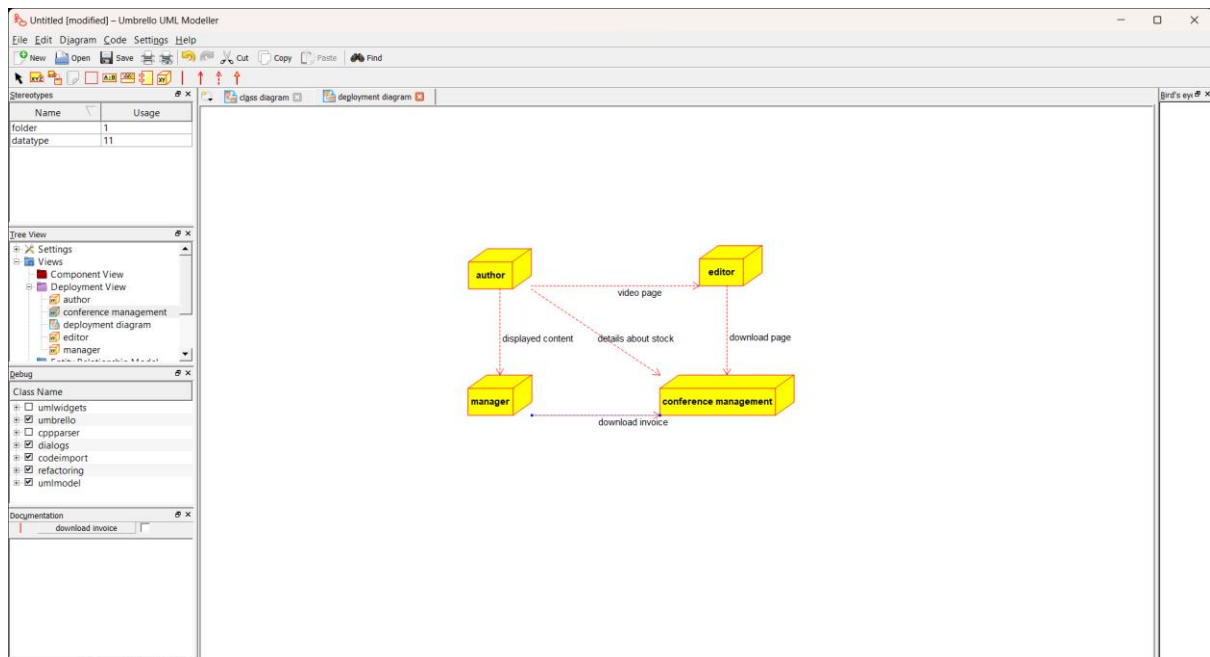 Untitled [modified] – Umbrello UML Modeller
File Edit Diagram Code Settings Help
New Open Save Cut Copy Paste Find
Stereotypes
Name Usage
folder 1
datatype 11
class diagram deployment diagram
Bird's eye
Tree View
Settings
Views
Component View
Deployment View
author
conference management
deployment diagram
editor
manager
Debug
Class Name
umlwidgets
umbrello
cppparser
dialogs
codeimport
refactoring
umlmodel
Documentation
download invoice
author
editor
video page
displayed content
details about stock
download page
manager
conference management
download invoice